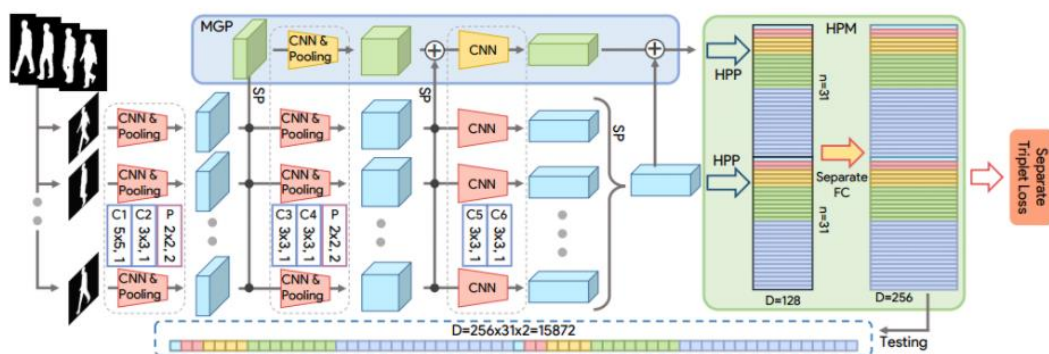 MGP
CNN &
Pooling
CNN
HPM
HPP
n=31
SP
SP
CNN &
Pooling
CNN &
Pooling
CNN
SP
CNN &
Pooling
CNN &
Pooling
CNN
HPP
Separate
FC
Separate
Triplet Loss
C1
5x5, 1
C2
3x3, 1
P
2x2, 2
C3
3x3, 1
C4
3x3, 1
P
2x2, 2
C5
3x3, 1
C6
3x3, 1
n=31
CNN &
Pooling
CNN &
Pooling
CNN
D=128
D=256
D=256x31x2=15872
Testing